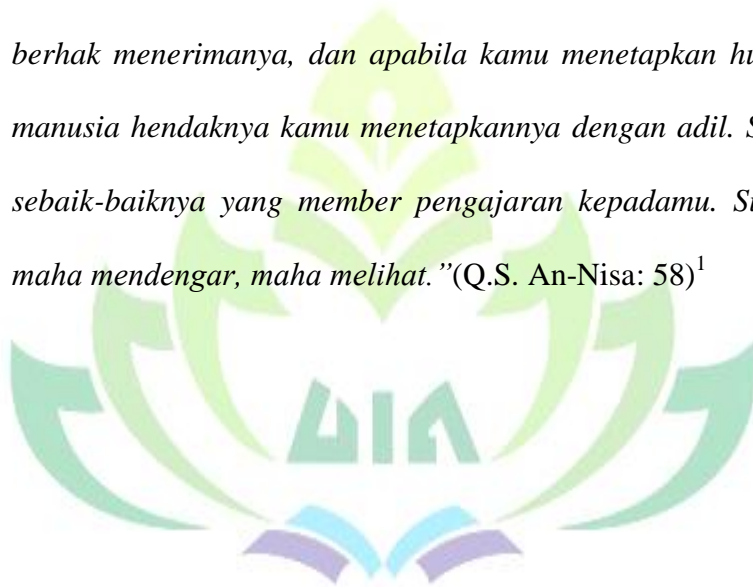 berhak menerimanya, dan apabila kamu menetapkan
manusia hendaknya kamu menetapkannya dengan adil.
sebaik-baiknya yang member pengajaran kepadamu.
maha mendengar, maha melihat.”(Q.S. An-Nisa: 58)1
UIN